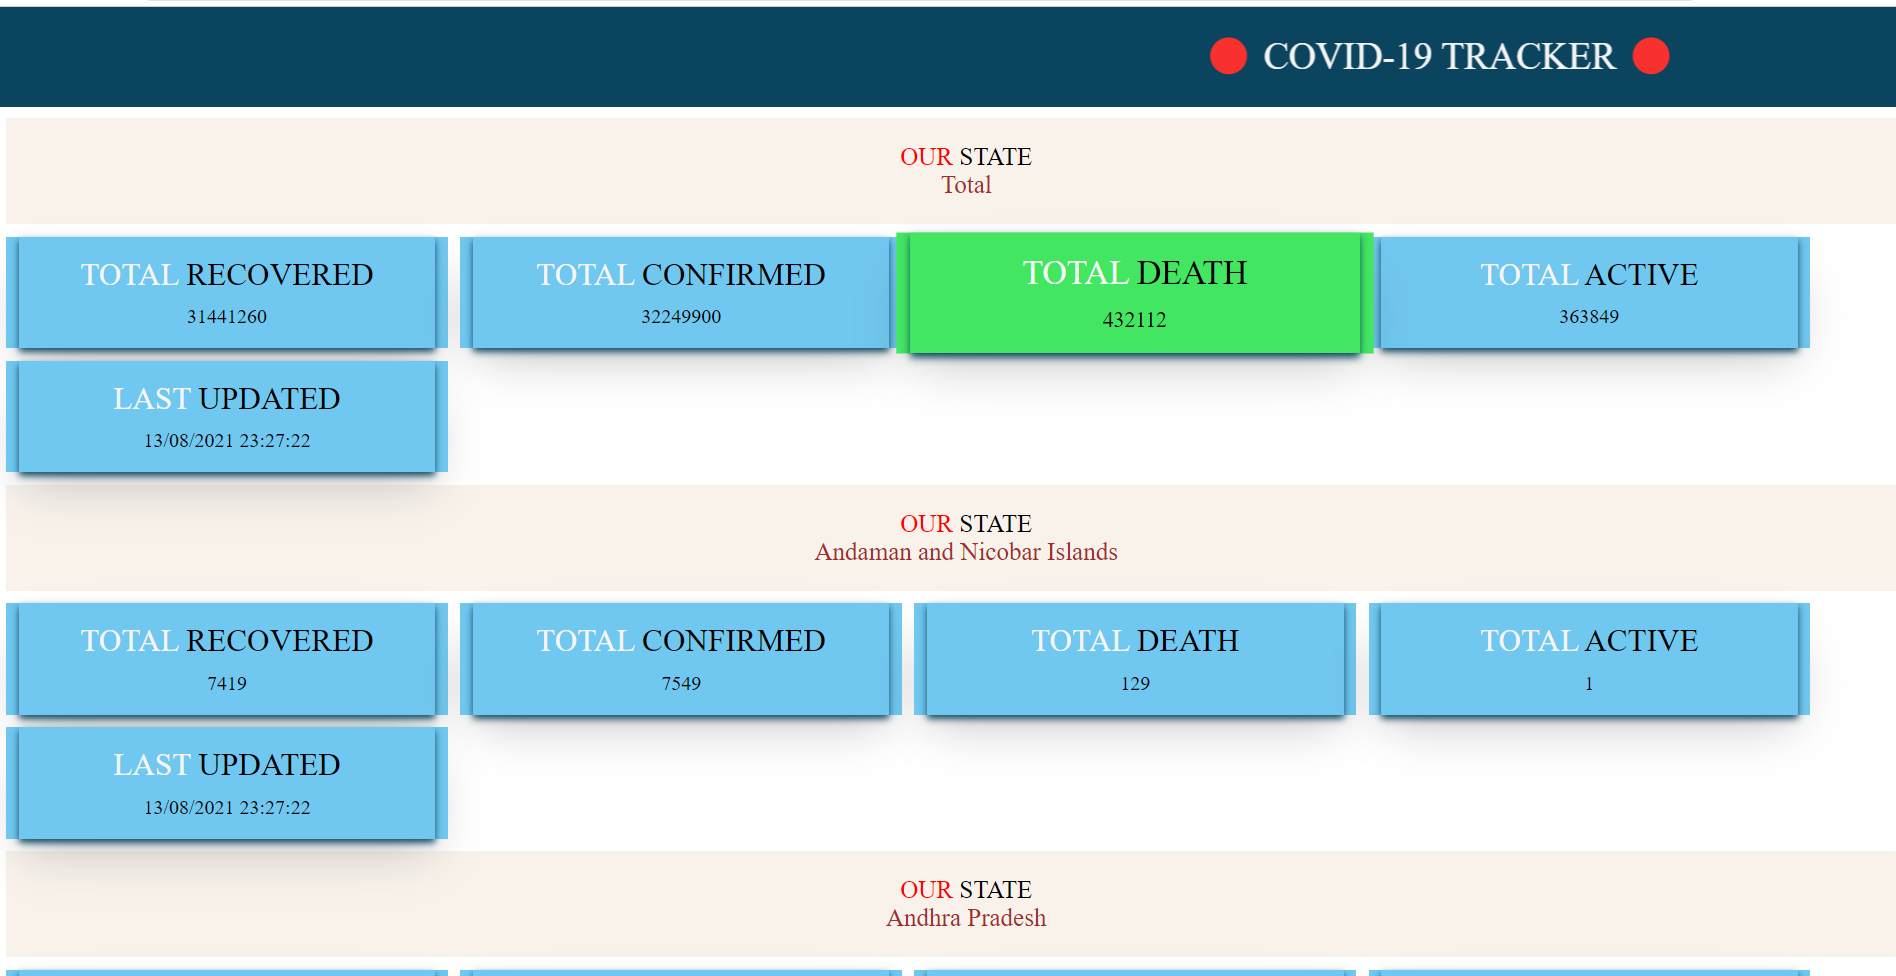 COVID-19 TRACKER
OUR STATE
Total
TOTAL RECOVERED
31441260
TOTAL CONFIRMED
32249900
TOTAL DEATH
432112
TOTAL ACTIVE
363849
LAST UPDATED
13/08/2021 23:27:22
OUR STATE
Andaman and Nicobar Islands
TOTAL RECOVERED
7419
TOTAL CONFIRMED
7549
TOTAL DEATH
129
TOTAL ACTIVE
1
LAST UPDATED
13/08/2021 23:27:22
OUR STATE
Andhra Pradesh